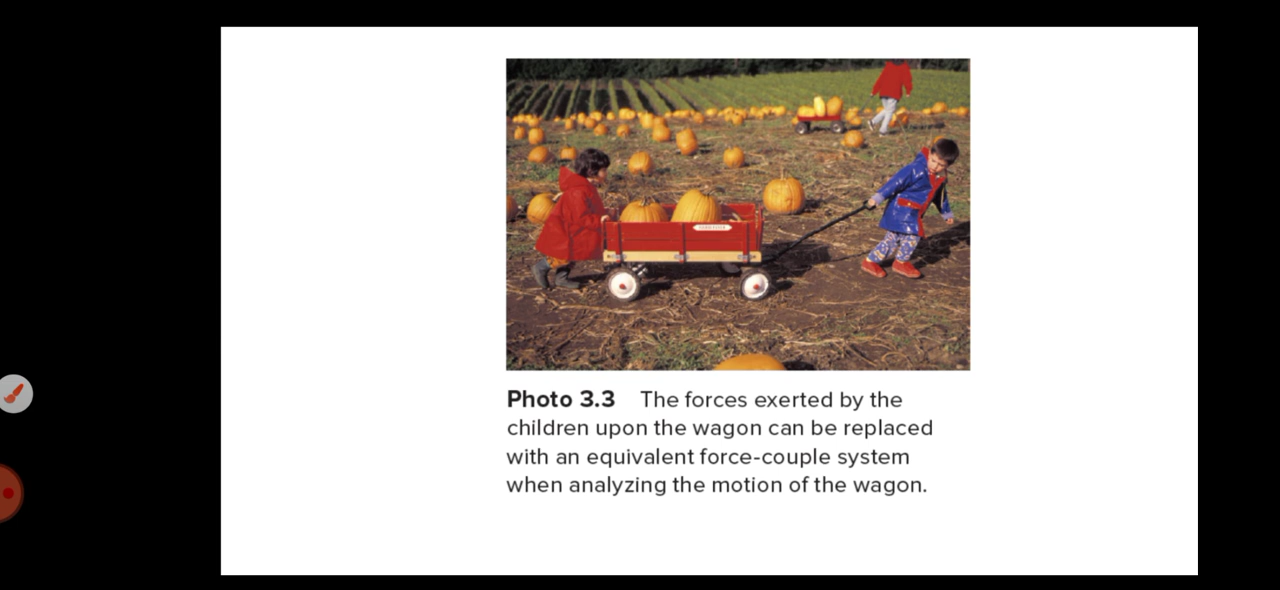 Photo 3.3 The forces exerted by the
children upon the wagon can be replaced
with an equivalent force-couple system
when analyzing the motion of the wagon.